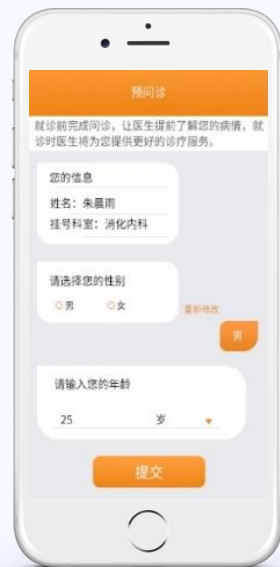 预问诊
就诊前完成问诊，让医生提前了解您的病情，就
诊时医生将为您提供更好的诊疗服务。
您的信息
姓名：朱晨雨
挂号科室：消化内科
请选择您的性别
男 女
重新修改
男
请输入您的年龄
25 岁
提交